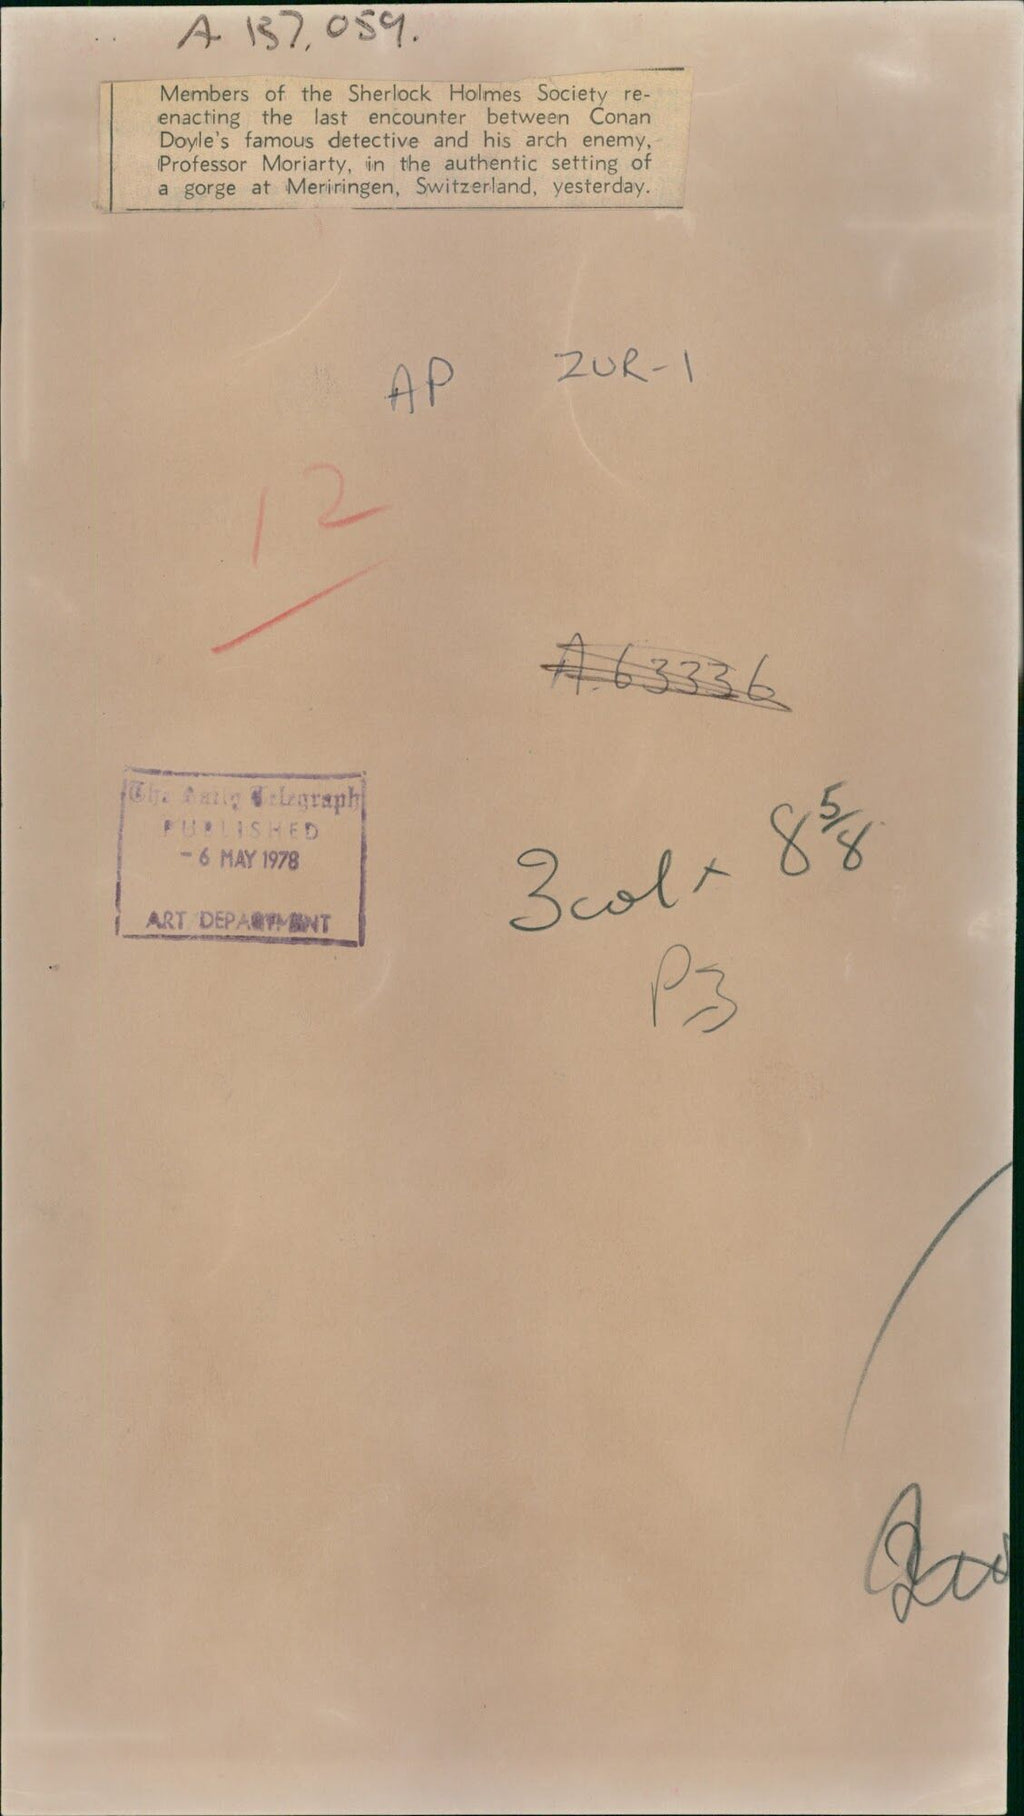 A 137,059.
Members of the Sherlock Holmes Society re-
enacting the last encounter between Conan
Doyle's famous detective and his arch enemy,
Professor Moriarty, in the authentic setting of
a gorge at Meriringen, Switzerland, yesterday.
AP ZUR-1
12
A.63336
The Daily Telegraph
PUBLISHED
-6 MAY 1978
ART DEPARTMENT
3col x 8 5/8
P3